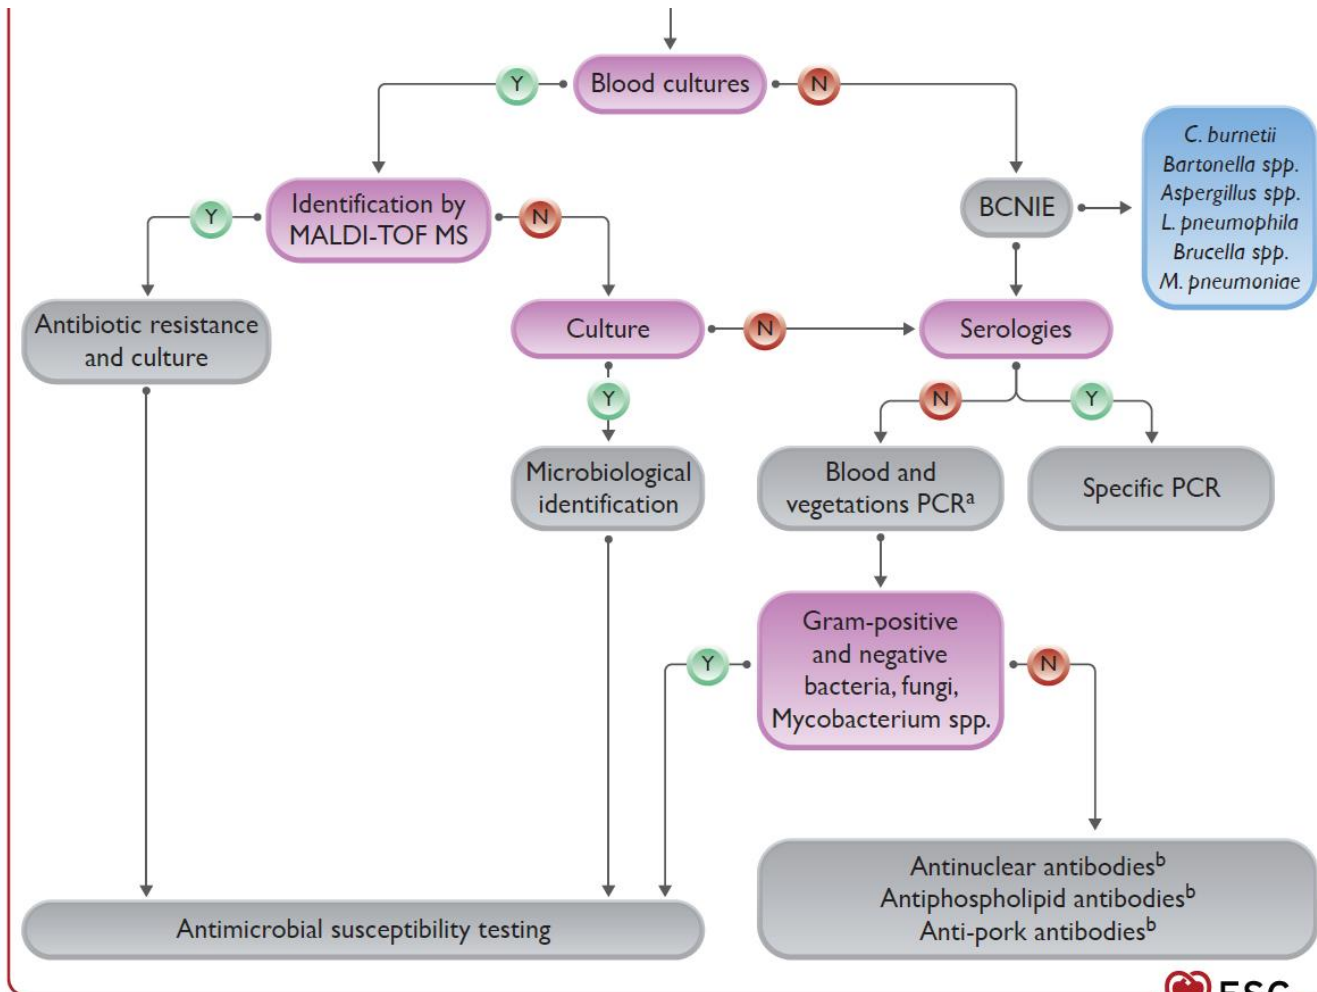 Blood cultures
Y
N
C. burnetii
Bartonella spp.
Aspergillus spp.
L. pneumophila
Brucella spp.
M. pneumoniae
Identification by
MALDI-TOF MS
BCNIE
Y
N
Antibiotic resistance
and culture
Culture
N
Serologies
Y
N
Y
Microbiological
identification
Blood and
vegetations PCRᵃ
Specific PCR
Gram-positive
and negative
bacteria, fungi,
Mycobacterium spp.
Y
N
Antinuclear antibodiesᵇ
Antiphospholipid antibodiesᵇ
Anti-pork antibodiesᵇ
Antimicrobial susceptibility testing
ESC